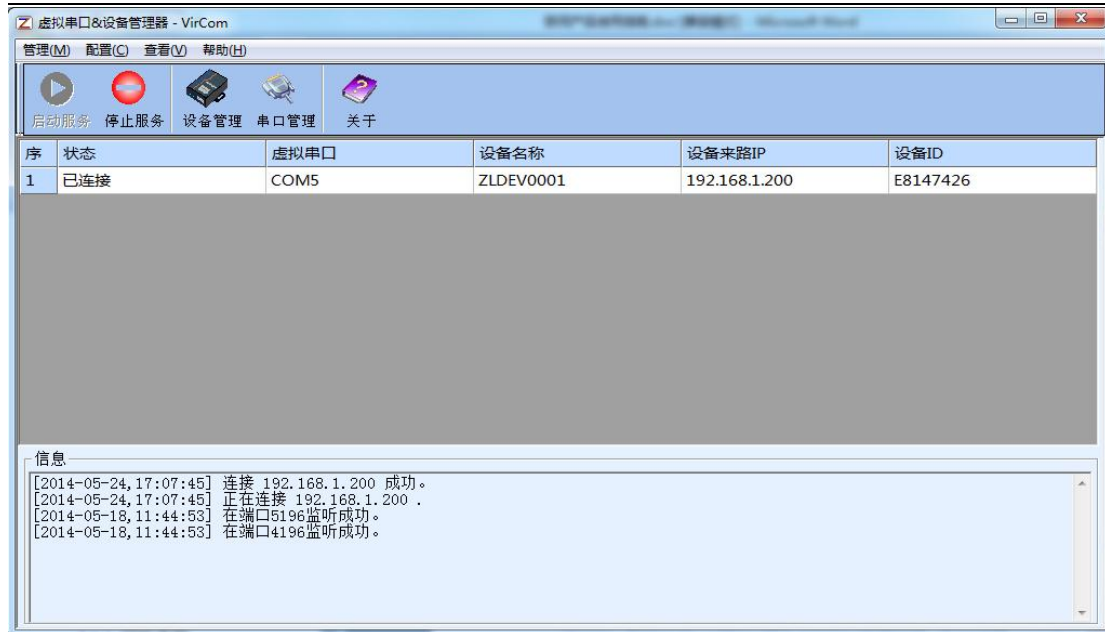 虚拟串口&设备管理器 - VirCom
管理(M) 配置(C) 查看(V) 帮助(H)
启动服务 停止服务 设备管理 串口管理 关于
序 状态 虚拟串口 设备名称 设备来路IP 设备ID
1 已连接 COM5 ZLDEV0001 192.168.1.200 E8147426
信息
[2014-05-24,17:07:45] 连接 192.168.1.200 成功。
[2014-05-24,17:07:45] 正在连接 192.168.1.200 .
[2014-05-18,11:44:53] 在端口5196监听成功。
[2014-05-18,11:44:53] 在端口4196监听成功。